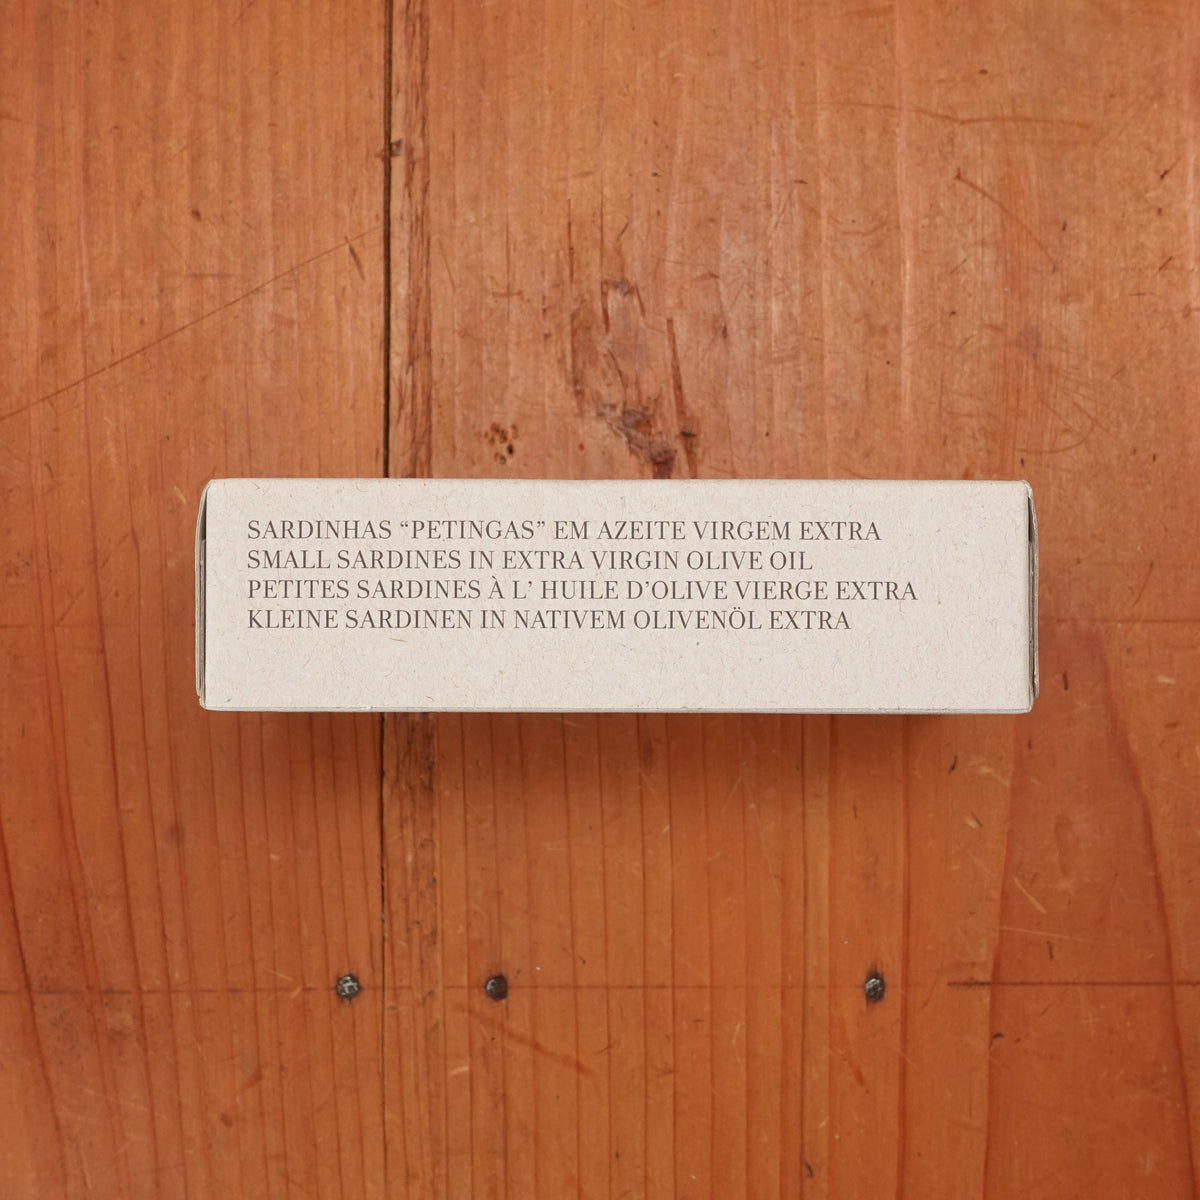 SARDINHAS “PETINGAS” EM AZEITE VIRGEM EXTRA
SMALL SARDINES IN EXTRA VIRGIN OLIVE OIL
PETITES SARDINES À L’ HUILE D’OLIVE VIERGE EXTRA
KLEINE SARDINEN IN NATIVEM OLIVENÖL EXTRA